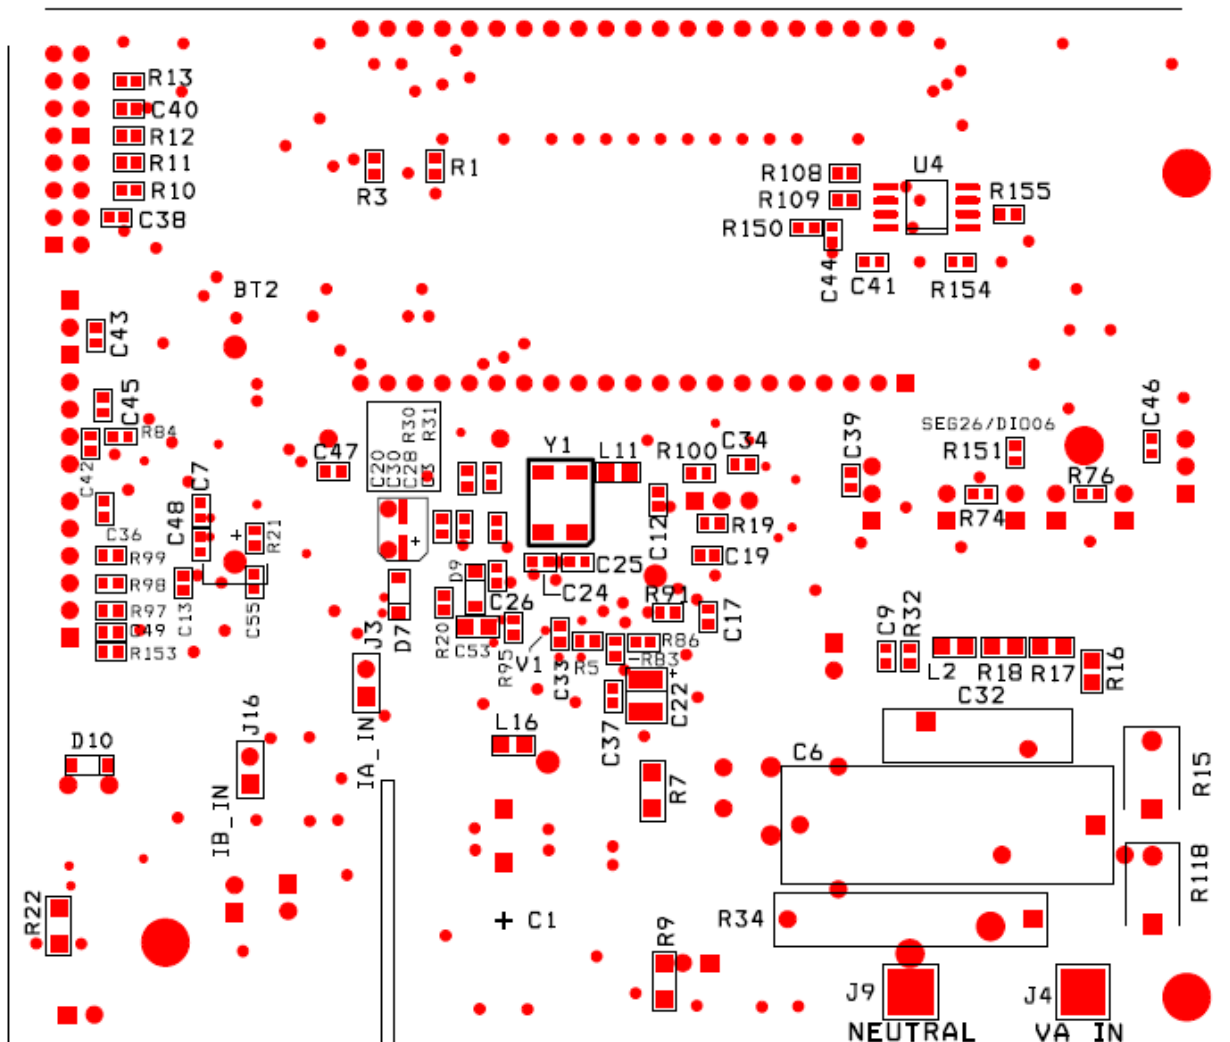 R13
C40
R12
R11
R10
C38
R3
R1
R108
R109
R150
C44
C41
U4
R155
R154
BT2
C43
C45
R84
C42
C7
C48
+
R21
C36
R99
R98
R97
C49
R153
C13
C55
C47
C20
C30
C28 R30
C3 R31
+
Y1
L11
R100
C34
C39
SEG26/DIO06
R151
C46
R76
R74
C12
R19
C19
C25
C24
D9
C26
R20
C53
R95
V1
C33
R5
R91
C17
R86
RB3
+
C22
C37
J3
D7
C9
R32
L2
R18
R17
R16
C32
L16
R7
C6
R15
D10
J16
IA_IN
IB_IN
R22
+ C1
R9
R34
R118
J9
NEUTRAL
J4
VA IN